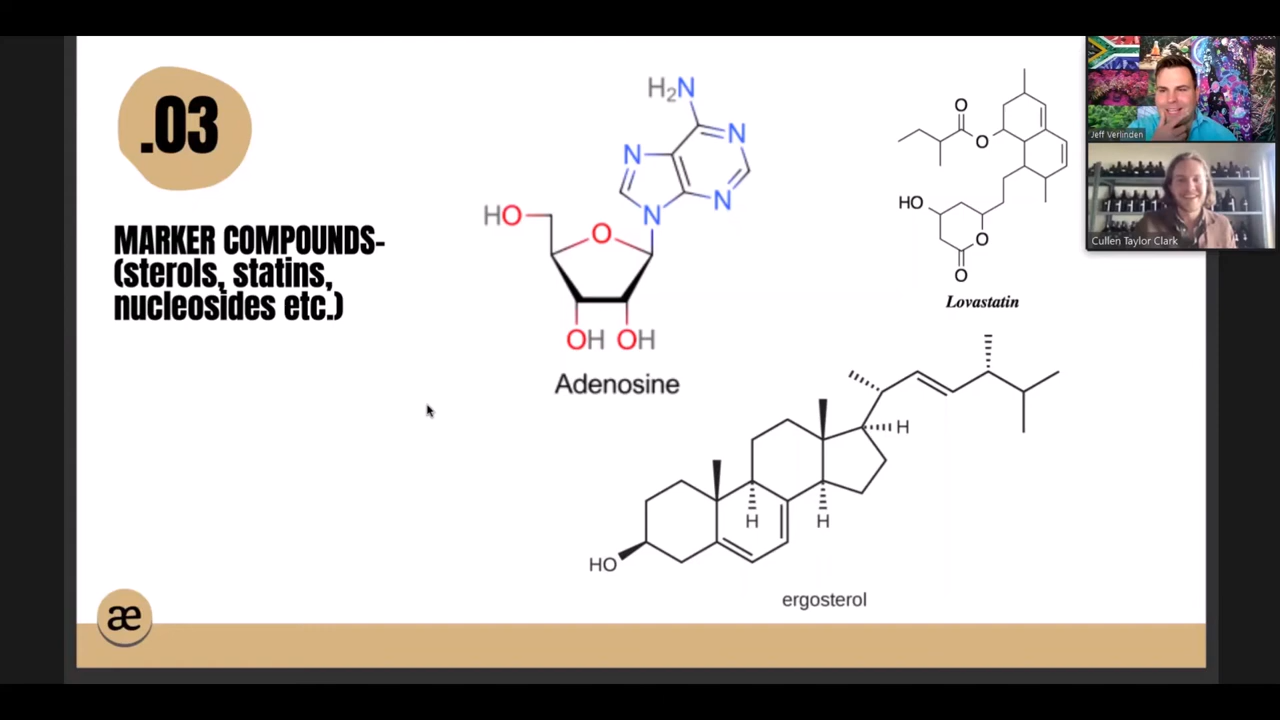 .03
MARKER COMPOUNDS-
(sterols, statins,
nucleosides etc.)
H₂N
N
N
N
N
HO
O
OH
OH
Adenosine
O
O
HO
O
O
Lovastatin
H
H
H
HO
ergosterol
æ
Jeff Verlinden
Cullen Taylor Clark